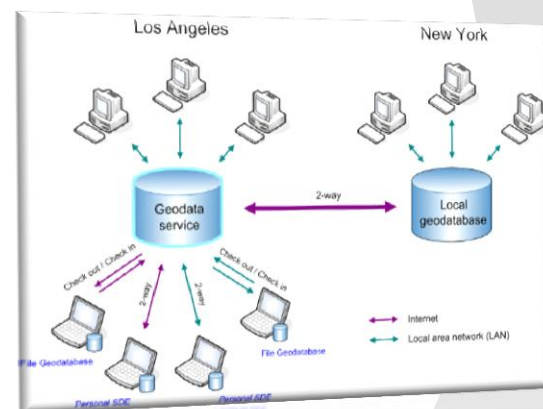 Los Angeles
New York
Geodata
service
2-way
Local
geodatabase
Check out / Check in
2-way
2-way
Check out / Check in
File Geodatabase
Personal SDE
Personal SDE
File Geodatabase
Internet
Local area network (LAN)